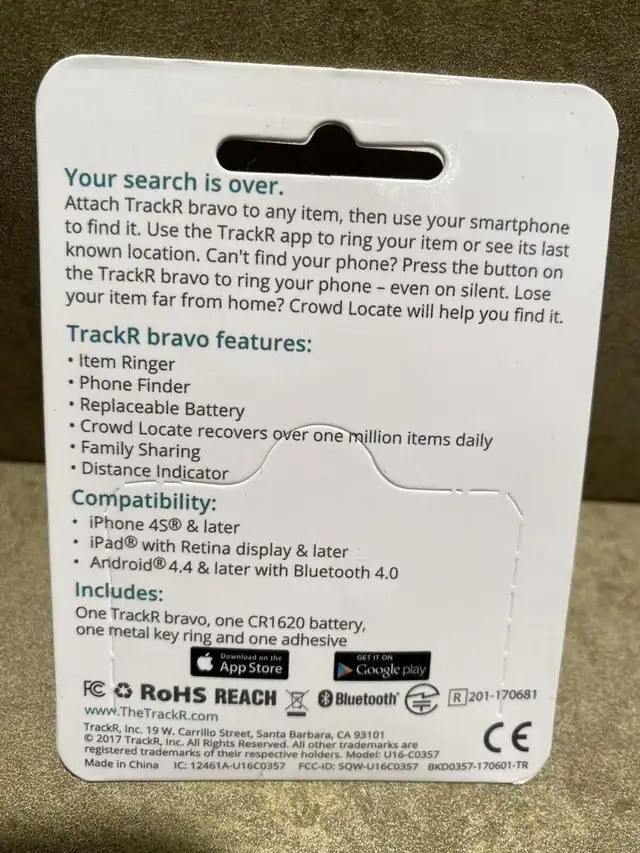 Your search is over.
Attach TrackR bravo to any item, then use your smartphone
to find it. Use the TrackR app to ring your item or see its last
known location. Can't find your phone? Press the button on
the TrackR bravo to ring your phone – even on silent. Lose
your item far from home? Crowd Locate will help you find it.
TrackR bravo features:
• Item Ringer
• Phone Finder
• Replaceable Battery
• Crowd Locate recovers over one million items daily
• Family Sharing
• Distance Indicator
Compatibility:
• iPhone 4S® & later
• iPad® with Retina display & later
• Android® 4.4 & later with Bluetooth 4.0
Includes:
One TrackR bravo, one CR1620 battery,
one metal key ring and one adhesive
Download on the
App Store
GET IT ON
Google play
FC RoHS REACH Bluetooth® R 201-170681
www.TheTrackR.com
CE
TrackR, Inc. 19 W. Carrillo Street, Santa Barbara, CA 93101
© 2017 TrackR, Inc. All Rights Reserved. All other trademarks are
registered trademarks of their respective holders. Model: U16-C0357
Made in China IC: 12461A-U16C0357 FCC-ID: SQW-U16C0357 BKD0357-170601-TR